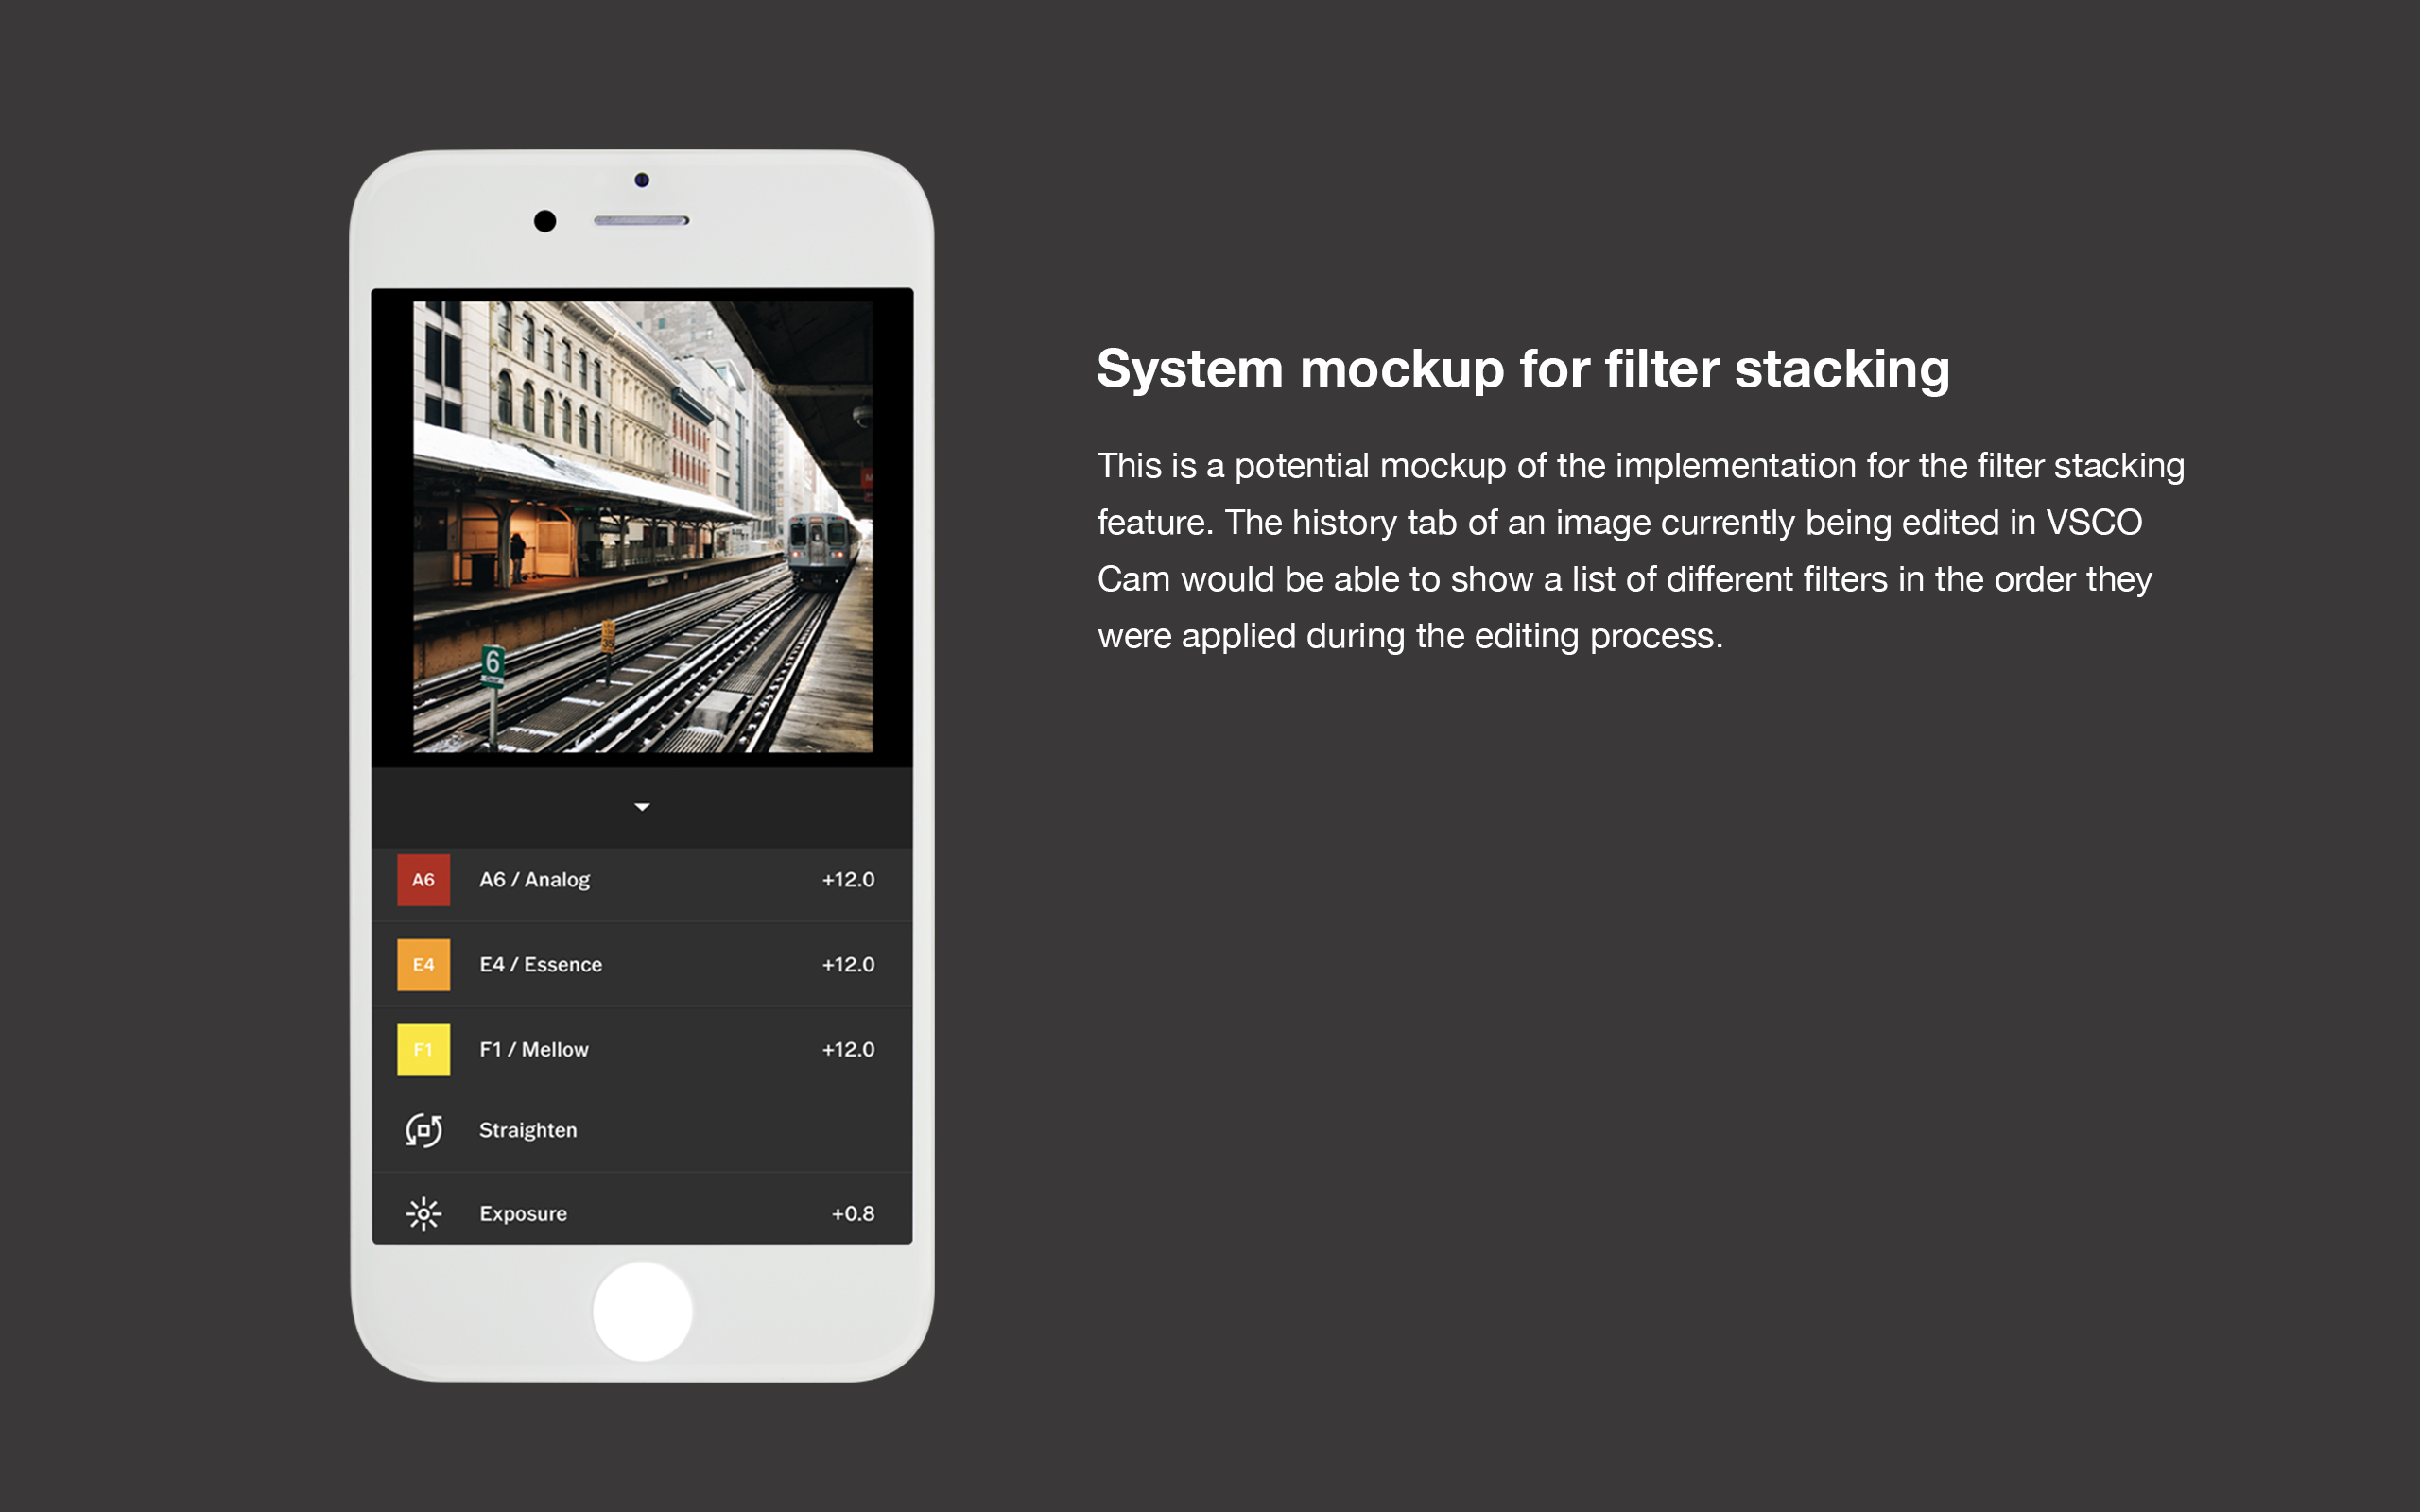 System mockup for filter stacking
This is a potential mockup of the implementation for the filter stacking
feature. The history tab of an image currently being edited in VSCO
Cam would be able to show a list of different filters in the order they
were applied during the editing process.
6
A6 A6 / Analog +12.0
E4 E4 / Essence +12.0
F1 F1 / Mellow +12.0
Straighten
Exposure +0.8